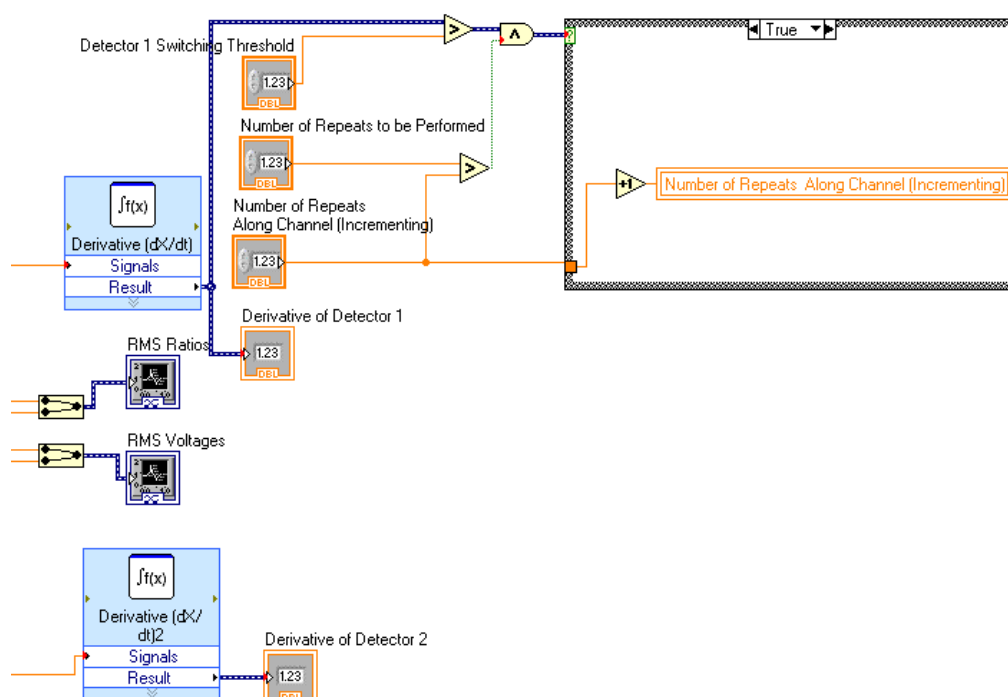 Detector 1 Switching Threshold
1.23
DBL
Number of Repeats to be Performed
1.23
DBL
Number of Repeats
Along Channel (Incrementing)
1.23
DBL
> 
>
∧
?
True
+1
Number of Repeats Along Channel (Incrementing)
∫f(x)
Derivative (dX/dt)
Signals
Result
Derivative of Detector 1
1.23
DBL
RMS Ratios
RMS Voltages
∫f(x)
Derivative (dX/
dt)2
Signals
Result
Derivative of Detector 2
1.23
DBL